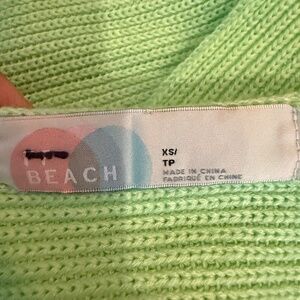 BEACH
XS/
TP
MADE IN CHINA
FABRIQUÉ EN CHINE